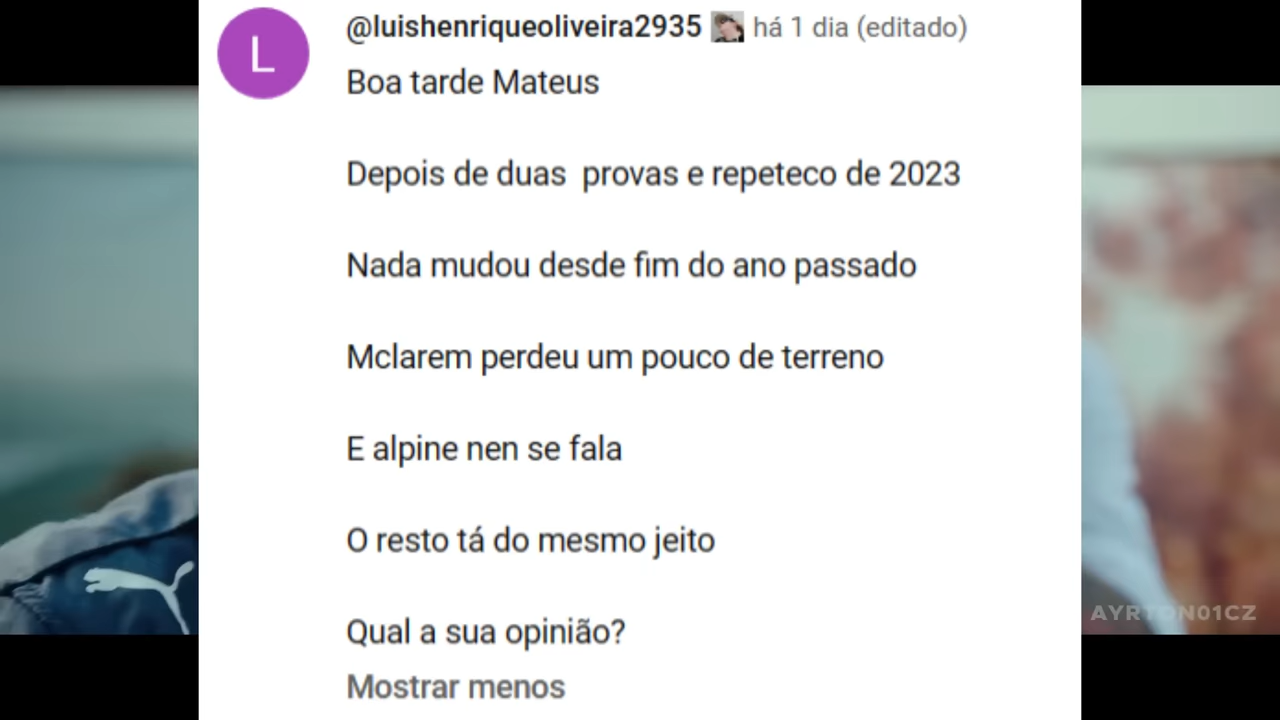 @luishenriqueoliveira2935 há 1 dia (editado)
L
Boa tarde Mateus
Depois de duas  provas e repeteco de 2023
Nada mudou desde fim do ano passado
Mclarem perdeu um pouco de terreno
E alpine nen se fala
O resto tá do mesmo jeito
Qual a sua opinião?
Mostrar menos
AYRTON01CZ